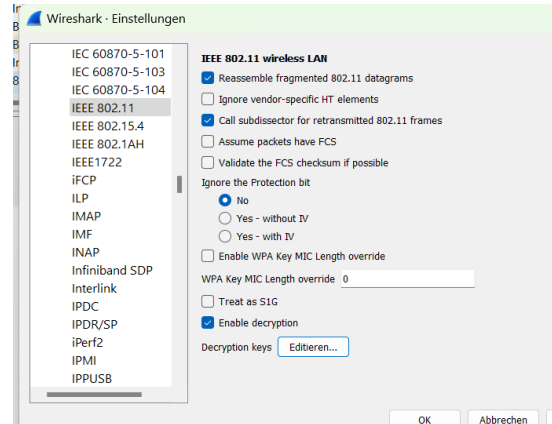 Wireshark · Einstellungen
IEC 60870-5-101
IEC 60870-5-103
IEC 60870-5-104
IEEE 802.11
IEEE 802.15.4
IEEE 802.1AH
IEEE1722
iFCP
ILP
IMAP
IMF
INAP
Infiniband SDP
Interlink
IPDC
IPDR/SP
iPerf2
IPMI
IPPUSB
IEEE 802.11 wireless LAN
Reassemble fragmented 802.11 datagrams
Ignore vendor-specific HT elements
Call subdissector for retransmitted 802.11 frames
Assume packets have FCS
Validate the FCS checksum if possible
Ignore the Protection bit
No
Yes - without IV
Yes - with IV
Enable WPA Key MIC Length override
WPA Key MIC Length override 0
Treat as S1G
Enable decryption
Decryption keys Editieren...
OK Abbrechen